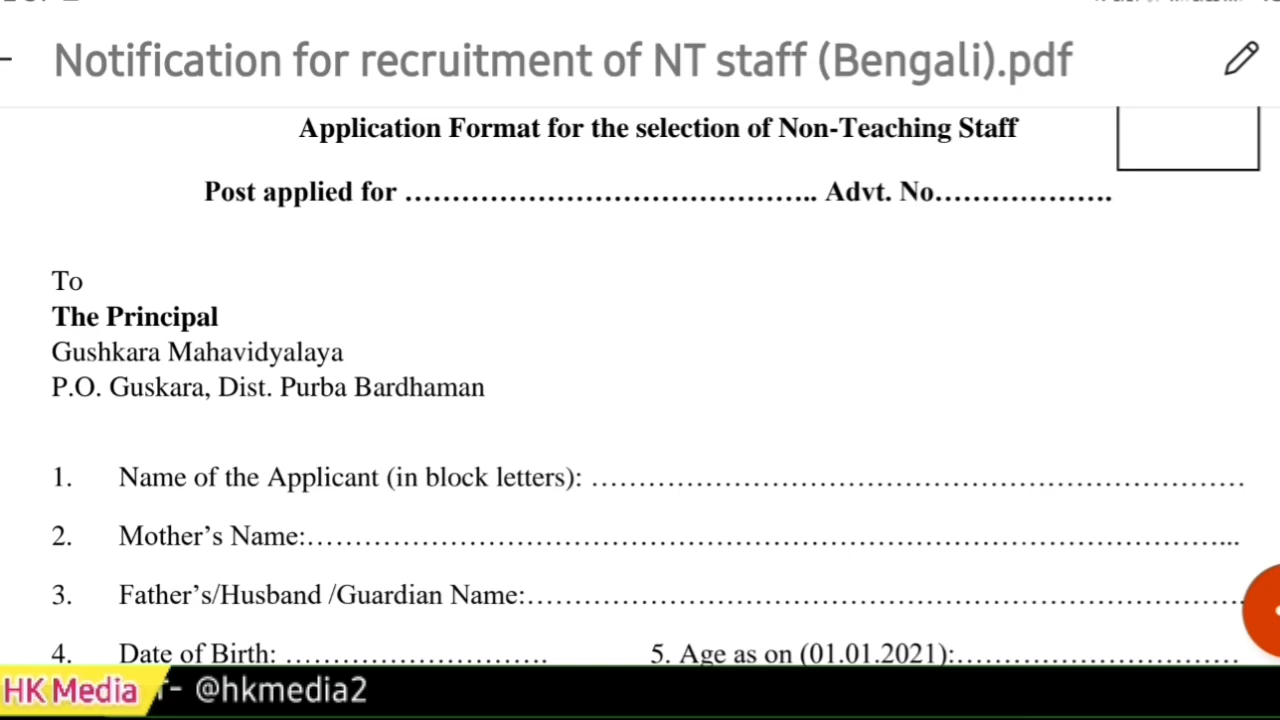 Notification for recruitment of NT staff (Bengali).pdf
Application Format for the selection of Non-Teaching Staff
Post applied for ………………………………….. Advt. No……………….
To
The Principal
Gushkara Mahavidyalaya
P.O. Guskara, Dist. Purba Bardhaman
1. Name of the Applicant (in block letters): ……………………………………………………………
2. Mother’s Name:……………………………………………………………………………………...
3. Father’s/Husband /Guardian Name:…………………………………………………………………
4. Date of Birth: ………………………. 5. Age as on (01.01.2021):…………………………
HK Media - @hkmedia2